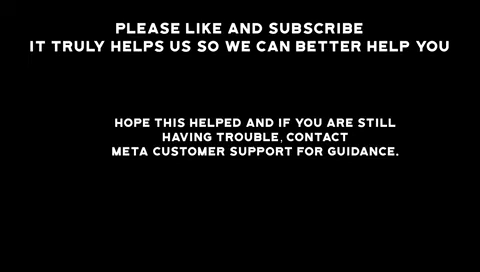 PLEASE LIKE AND SUBSCRIBE
IT TRULY HELPS US SO WE CAN BETTER HELP YOU
HOPE THIS HELPED AND IF YOU ARE STILL
HAVING TROUBLE, CONTACT
META CUSTOMER SUPPORT FOR GUIDANCE.